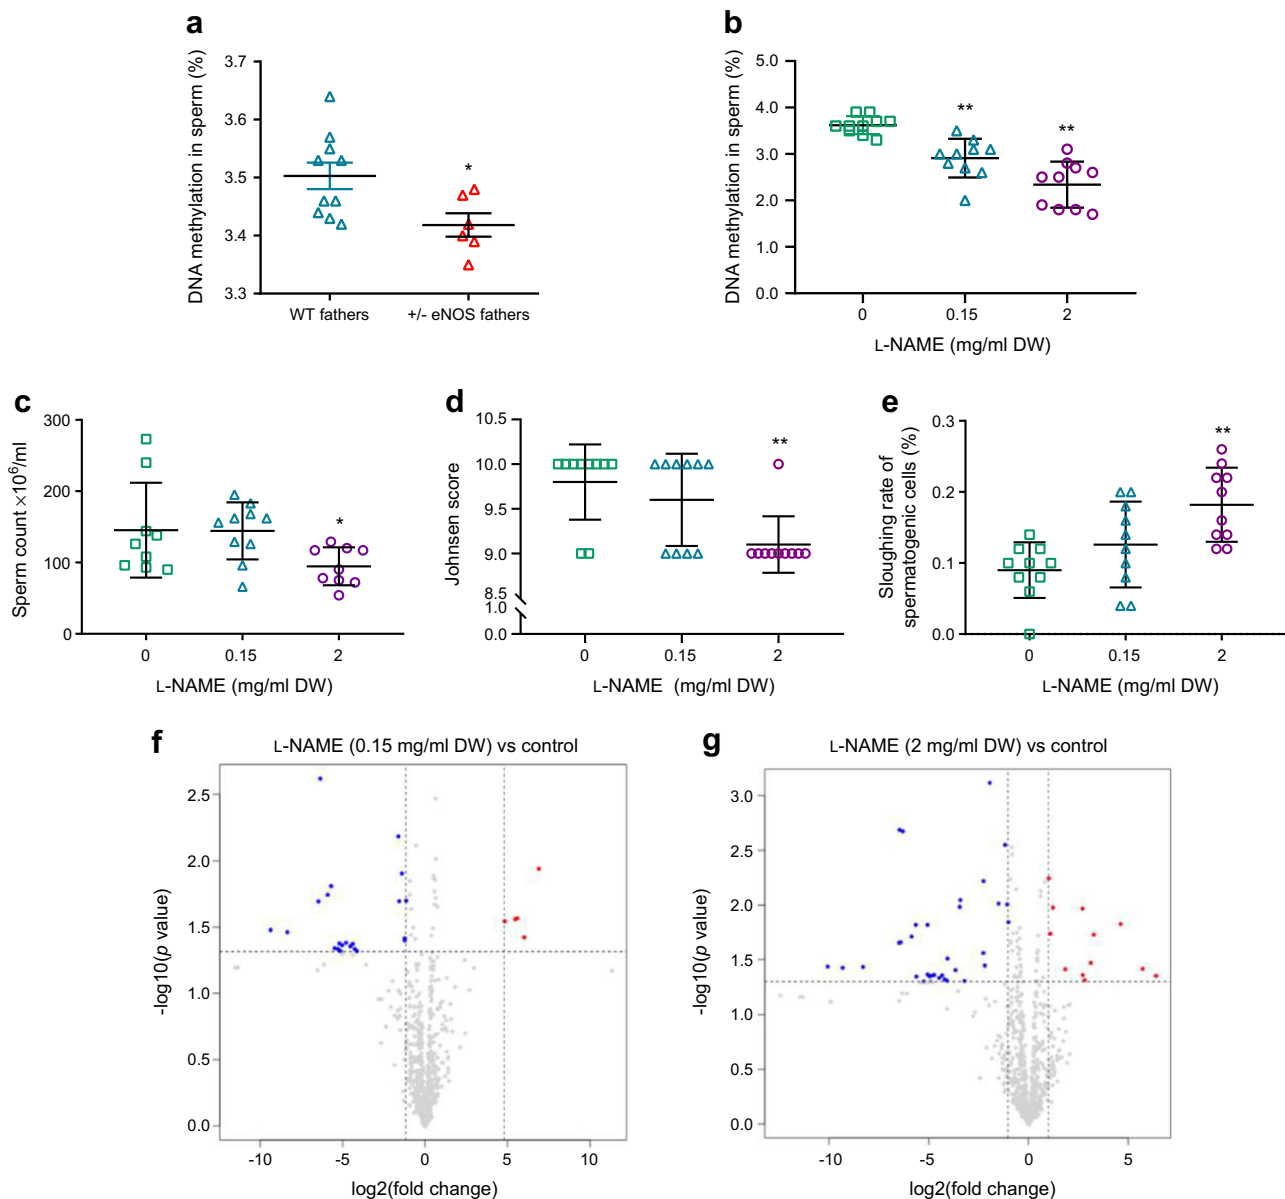 a
DNA methylation in sperm (%)
3.7
3.6
3.5
3.4
3.3
*
WT fathers
+/- eNOS fathers
b
DNA methylation in sperm (%)
5.0
4.0
3.0
2.0
1.0
0.0
**
**
0
0.15
2
L-NAME (mg/ml DW)
c
Sperm count ×10⁶/ml
300
200
100
0
*
0
0.15
2
L-NAME (mg/ml DW)
d
Johnsen score
10.5
10.0
9.5
9.0
8.5
1.0
0.0
**
0
0.15
2
L-NAME (mg/ml DW)
e
Sloughing rate of
spermatogenic cells (%)
0.3
0.2
0.1
0.0
**
0
0.15
2
L-NAME (mg/ml DW)
f
L-NAME (0.15 mg/ml DW) vs control
-log10(p value)
2.5
2.0
1.5
1.0
0.5
0.0
-10
-5
0
5
10
log2(fold change)
g
L-NAME (2 mg/ml DW) vs control
-log10(p value)
3.0
2.5
2.0
1.5
1.0
0.5
0.0
-10
-5
0
5
log2(fold change)